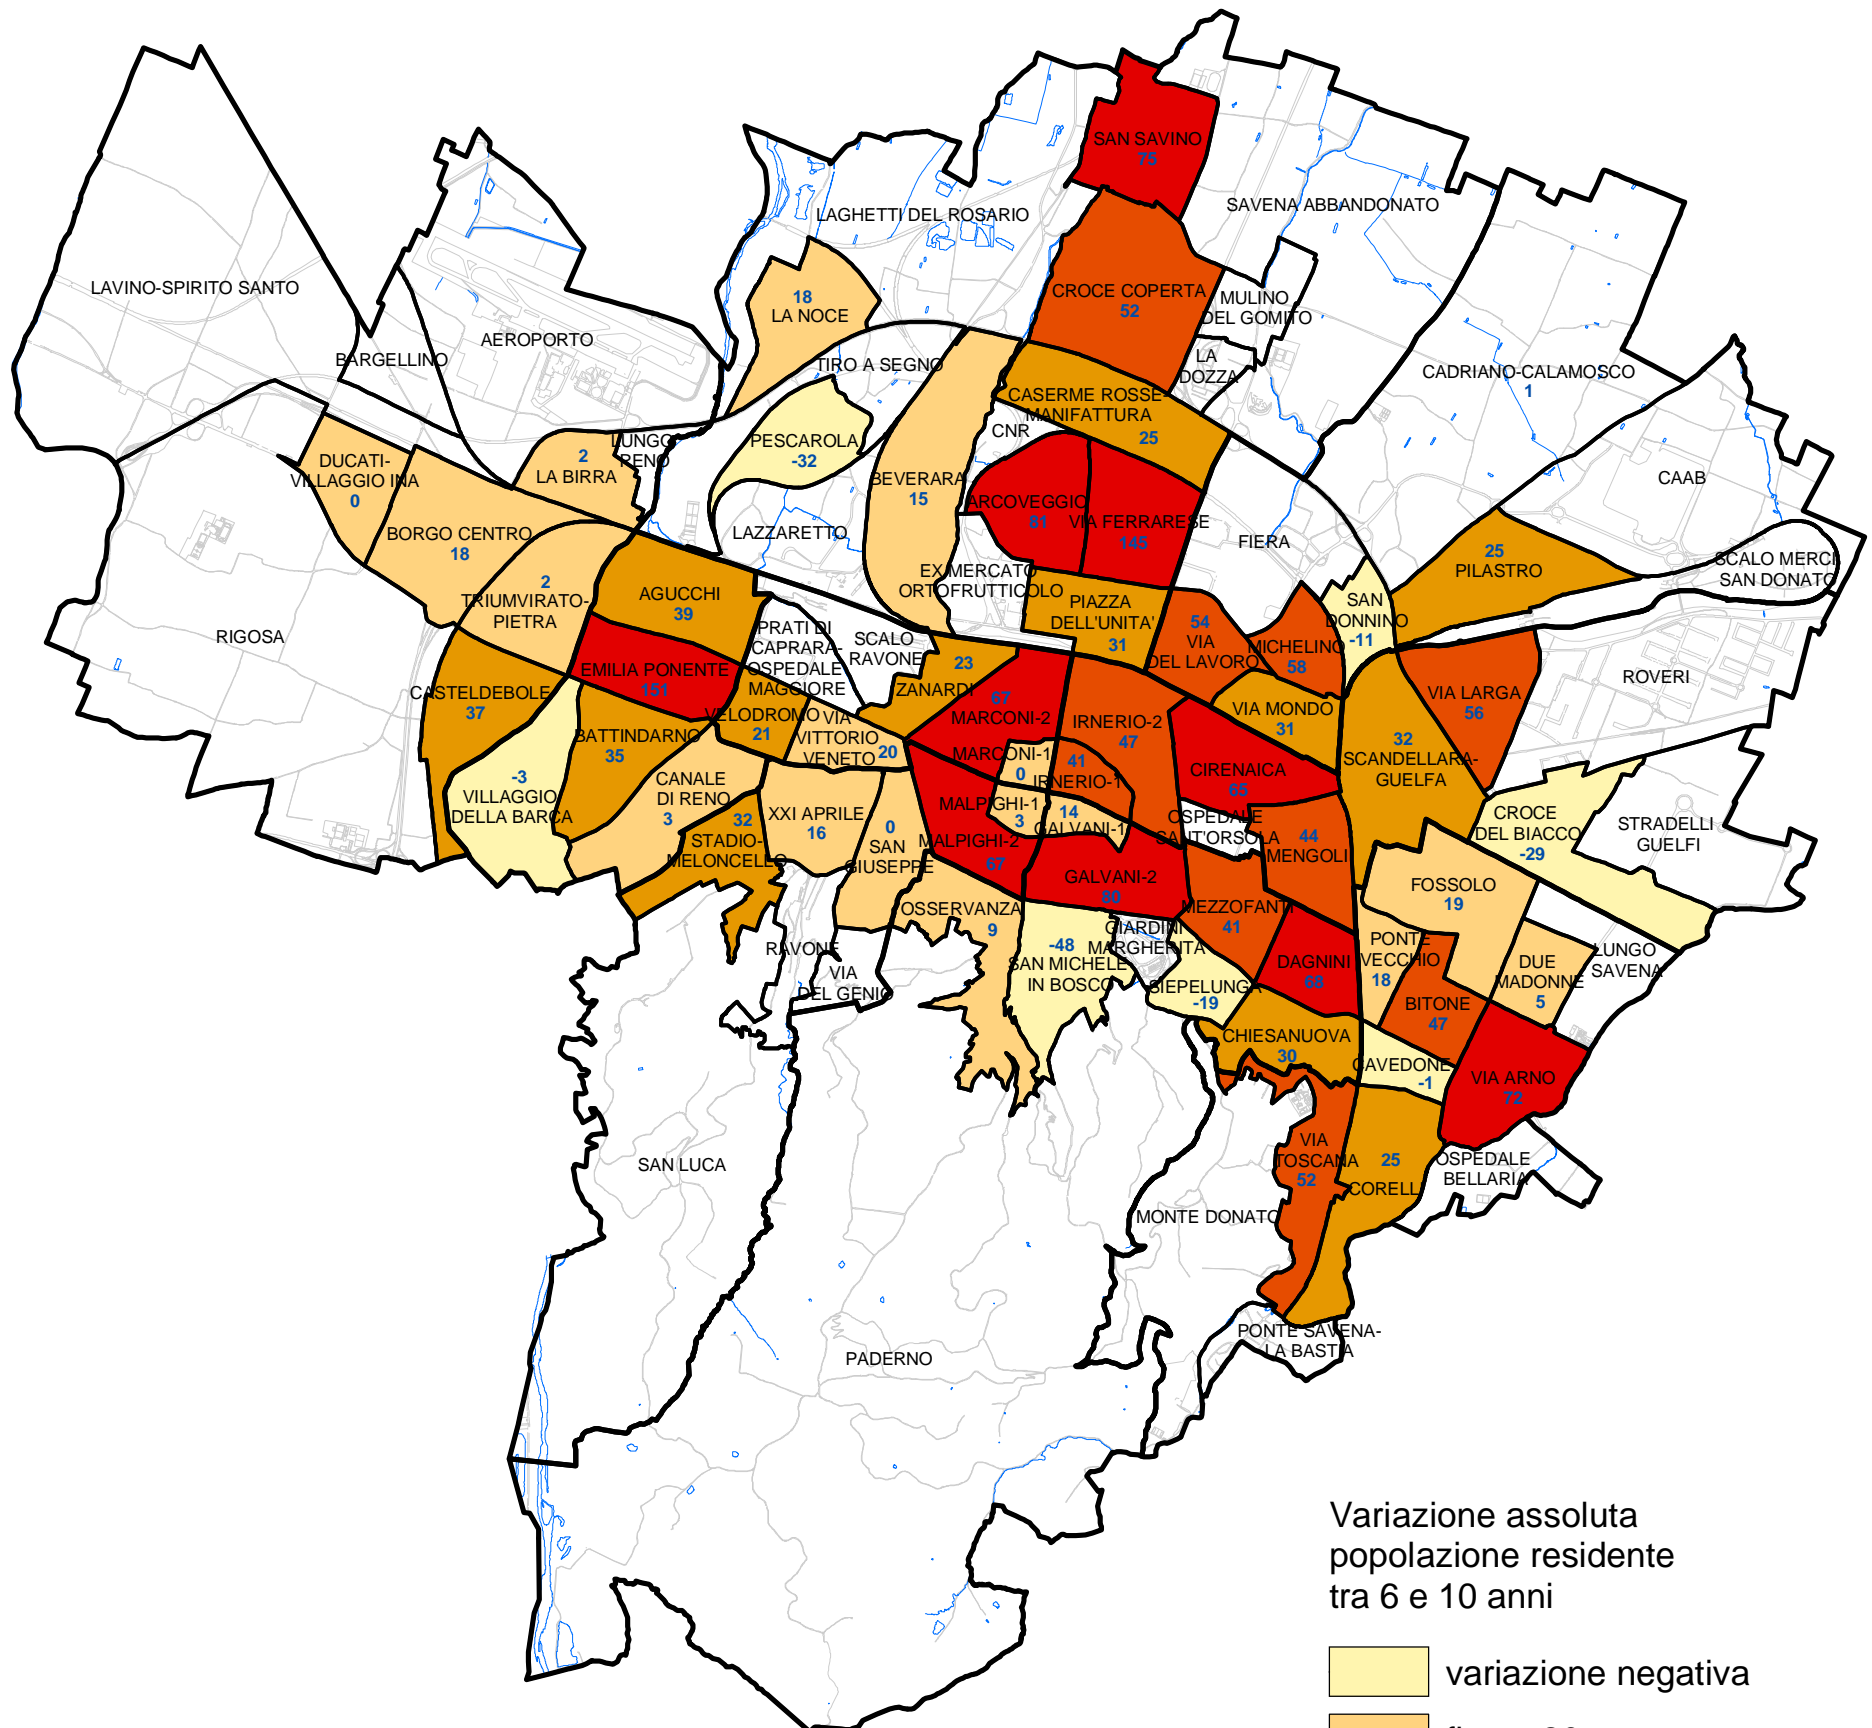 SAN SAVINO
75
SAVENA ABBANDONATO
LAGHETTI DEL ROSARIO
LAVINO-SPIRITO SANTO
18
LA NOCE
CROCE COPERTA
52
MULINO
DEL GOMITO
AEROPORTO
BARGELLINO
TIRO A SEGNO
LA
DOZZA
CADRIANO-CALAMOSCO
1
CASERME ROSSE-
MANIFATTURA
25
CNR
PESCAROLA
-32
LUNGO
RENO
2
LA BIRRA
DUCATI-
VILLAGGIO INA
0
BEVERARA
15
CAAB
ARCOVEGGIO
81
VIA FERRARESE
145
BORGO CENTRO
18
LAZZARETTO
FIERA
25
PILASTRO
SCALO MERCI
SAN DONATO
EX MERCATO
ORTOFRUTTICOLO
2
TRIUMVIRATO-
PIETRA
AGUCCHI
39
PIAZZA
DELL'UNITA'
31
SAN
DONNINO
-11
RIGOSA
PRATI DI
CAPRARA-
OSPEDALE
MAGGIORE
SCALO
RAVONE
54
VIA
DEL LAVORO
MICHELINO
58
EMILIA PONENTE
151
23
ZANARDI
ROVERI
CASTELDEBOLE
37
67
MARCONI-2
VIA LARGA
56
VELODROMO
21
VIA
VITTORIO
VENETO
20
IRNERIO-2
47
VIA MONDO
31
BATTINDARNO
35
MARCONI-1
0
41
IRNERIO-1
CIRENAICA
65
32
SCANDELLARA-
GUELFA
-3
VILLAGGIO
DELLA BARCA
CANALE
DI RENO
3
XXI APRILE
16
MALPIGHI-1
3
14
GALVANI-1
OSPEDALE
SANT'ORSOLA
44
MENGOLI
CROCE
DEL BIACCO
-29
STRADELLI
GUELFI
32
STADIO-
MELONCELLO
0
SAN
GIUSEPPE
MALPIGHI-2
67
GALVANI-2
80
FOSSOLO
19
OSSERVANZA
9
MEZZOFANTI
41
RAVONE
-48
SAN MICHELE
IN BOSCO
GIARDINI
MARGHERITA
PONTE
VECCHIO
18
LUNGO
SAVENA
VIA
DEL GENIO
DAGNINI
68
DUE
MADONNE
5
SIEPELUNGA
-19
BITONE
47
CHIESANUOVA
30
CAVEDONE
-1
VIA ARNO
72
SAN LUCA
VIA
TOSCANA
52
25
CORELLI
OSPEDALE
BELLARIA
MONTE DONATO
PONTE SAVENA-
LA BASTIA
PADERNO
Variazione assoluta
popolazione residente
tra 6 e 10 anni
variazione negativa